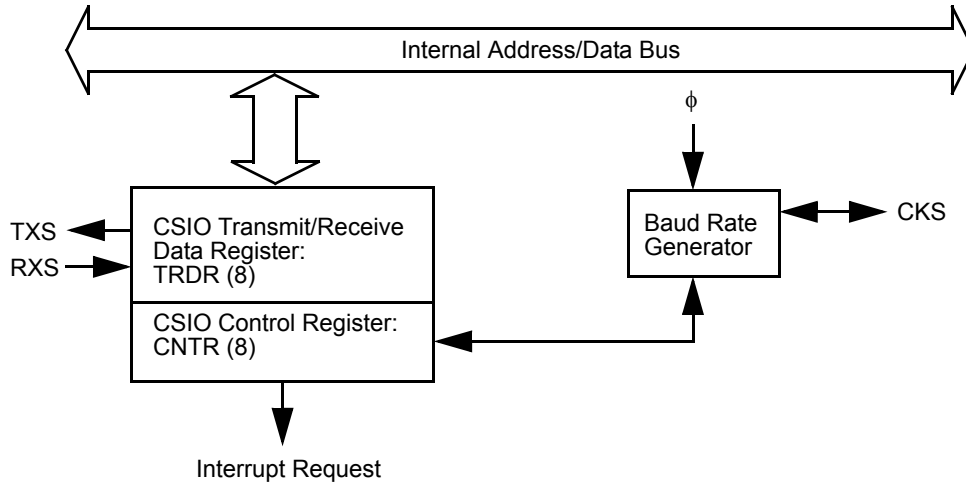 Internal Address/Data Bus
ϕ
TXS
RXS
CSIO Transmit/Receive
Data Register:
TRDR (8)
CSIO Control Register:
CNTR (8)
Baud Rate
Generator
CKS
Interrupt Request